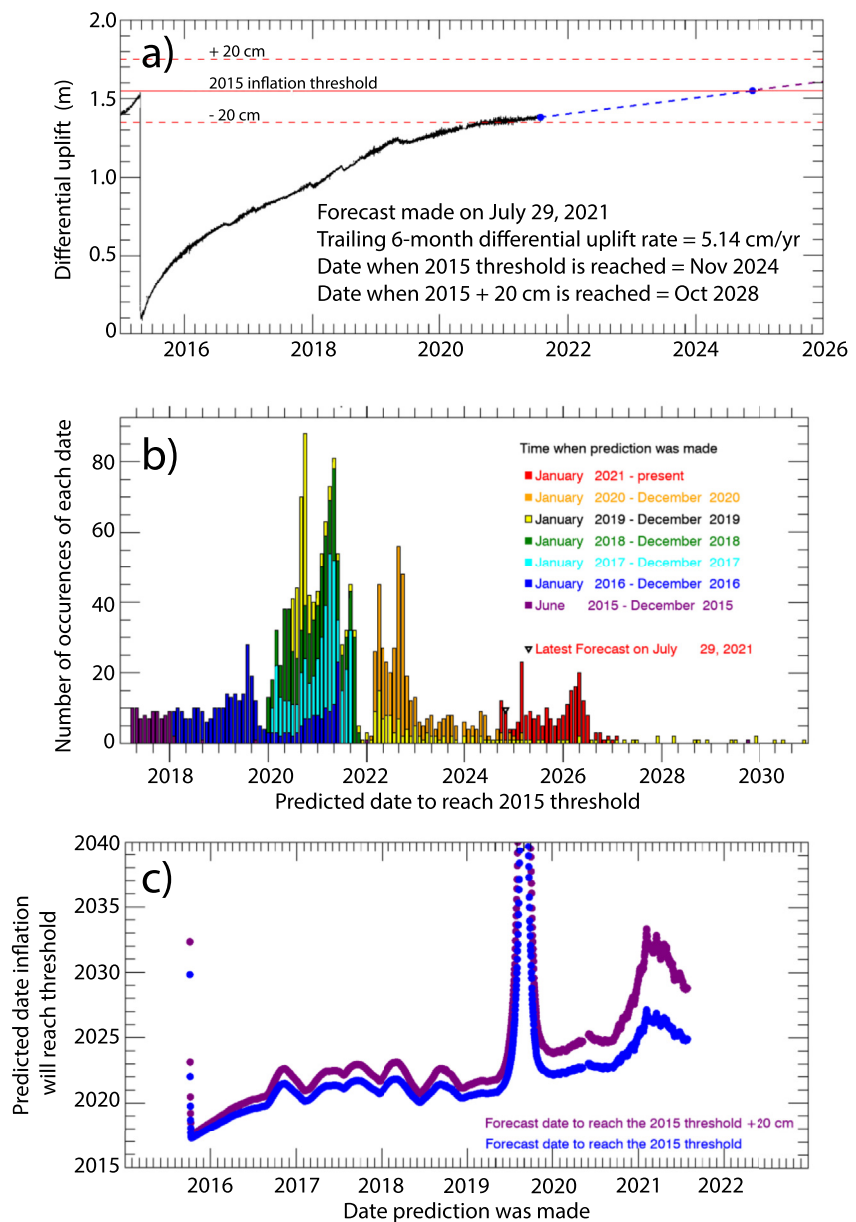 a)
2.0
1.5
1.0
0.5
0
Differential uplift (m)
+ 20 cm
2015 inflation threshold
- 20 cm
Forecast made on July 29, 2021
Trailing 6-month differential uplift rate = 5.14 cm/yr
Date when 2015 threshold is reached = Nov 2024
Date when 2015 + 20 cm is reached = Oct 2028
2016 2018 2020 2022 2024 2026
b)
80
60
40
20
0
Number of occurences of each date
Time when prediction was made
January 2021 - present
January 2020 - December 2020
January 2019 - December 2019
January 2018 - December 2018
January 2017 - December 2017
January 2016 - December 2016
June 2015 - December 2015
Latest Forecast on July 29, 2021
2018 2020 2022 2024 2026 2028 2030
Predicted date to reach 2015 threshold
c)
2040
2035
2030
2025
2020
2015
Predicted date inflation
will reach threshold
Forecast date to reach the 2015 threshold +20 cm
Forecast date to reach the 2015 threshold
2016 2017 2018 2019 2020 2021 2022
Date prediction was made